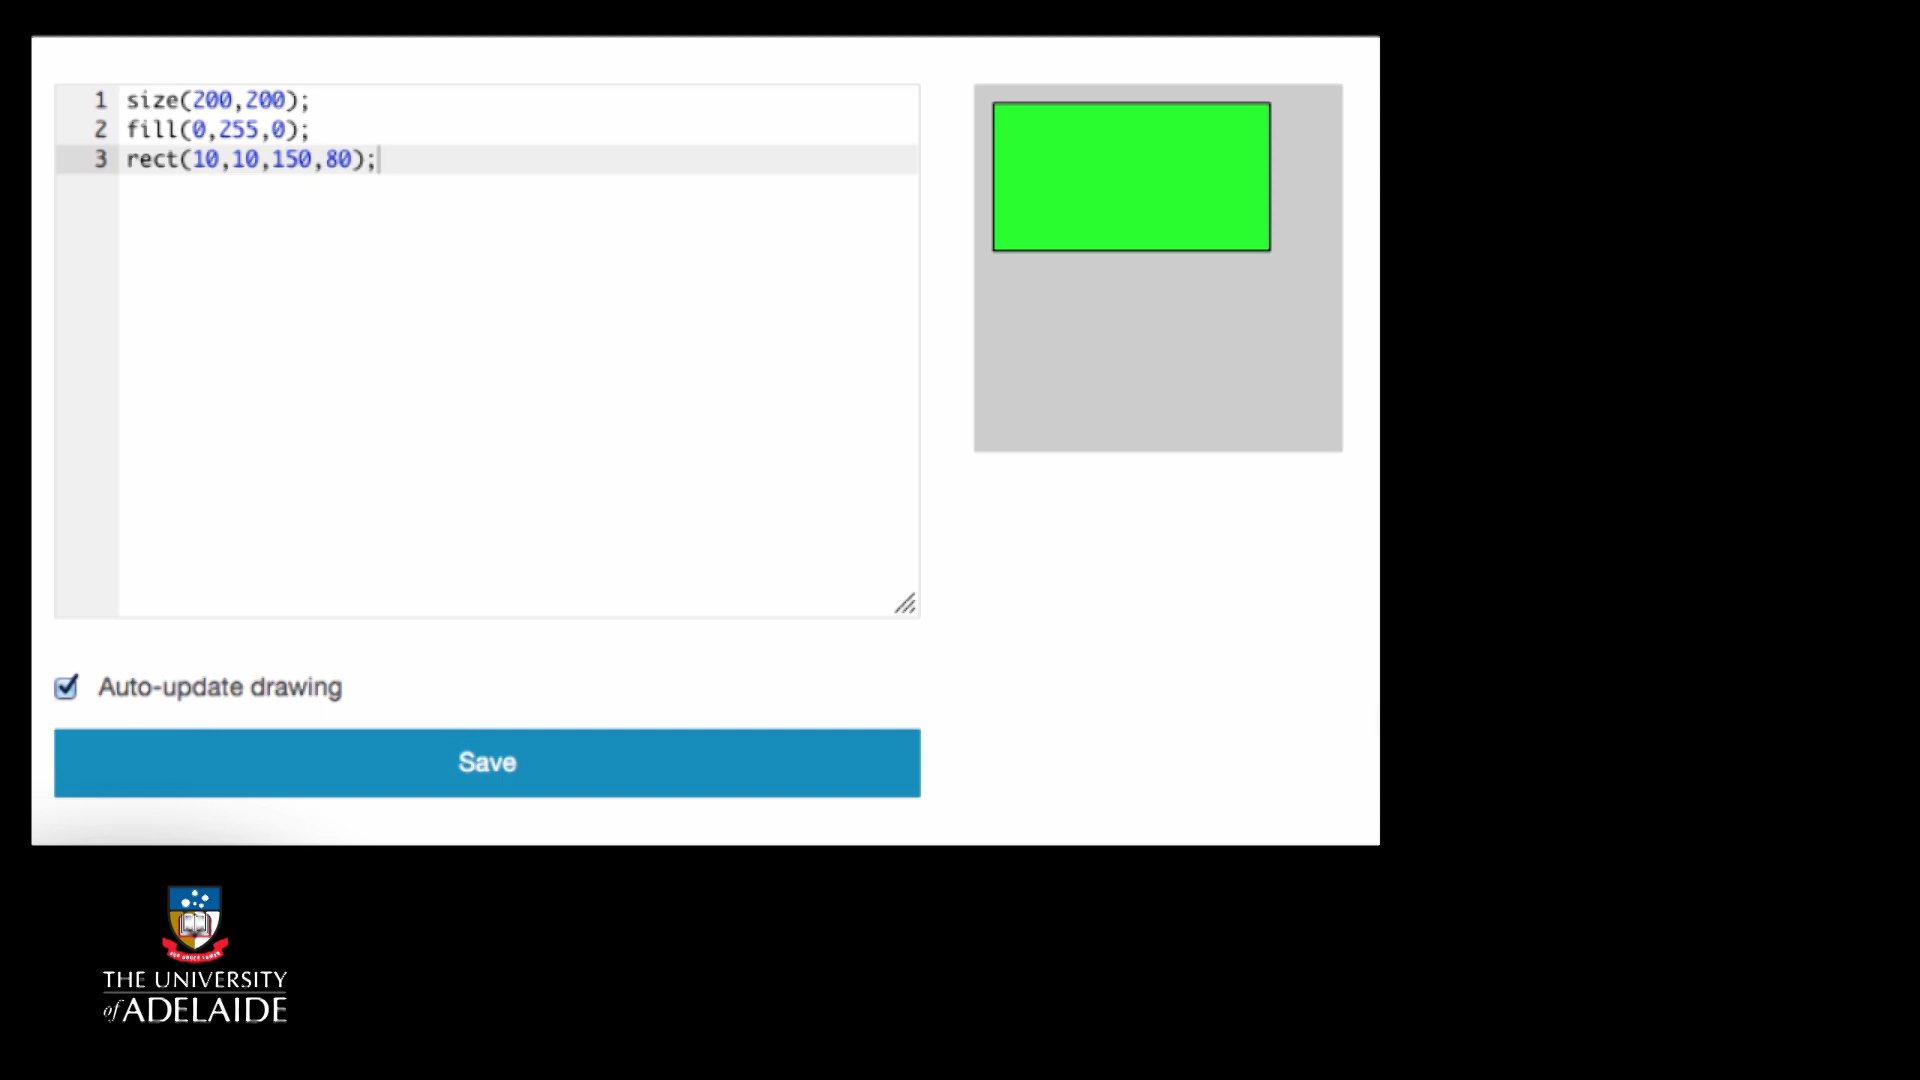 1 size(200,200);
2 fill(0,255,0);
3 rect(10,10,150,80);
Auto-update drawing
Save
THE UNIVERSITY
of ADELAIDE